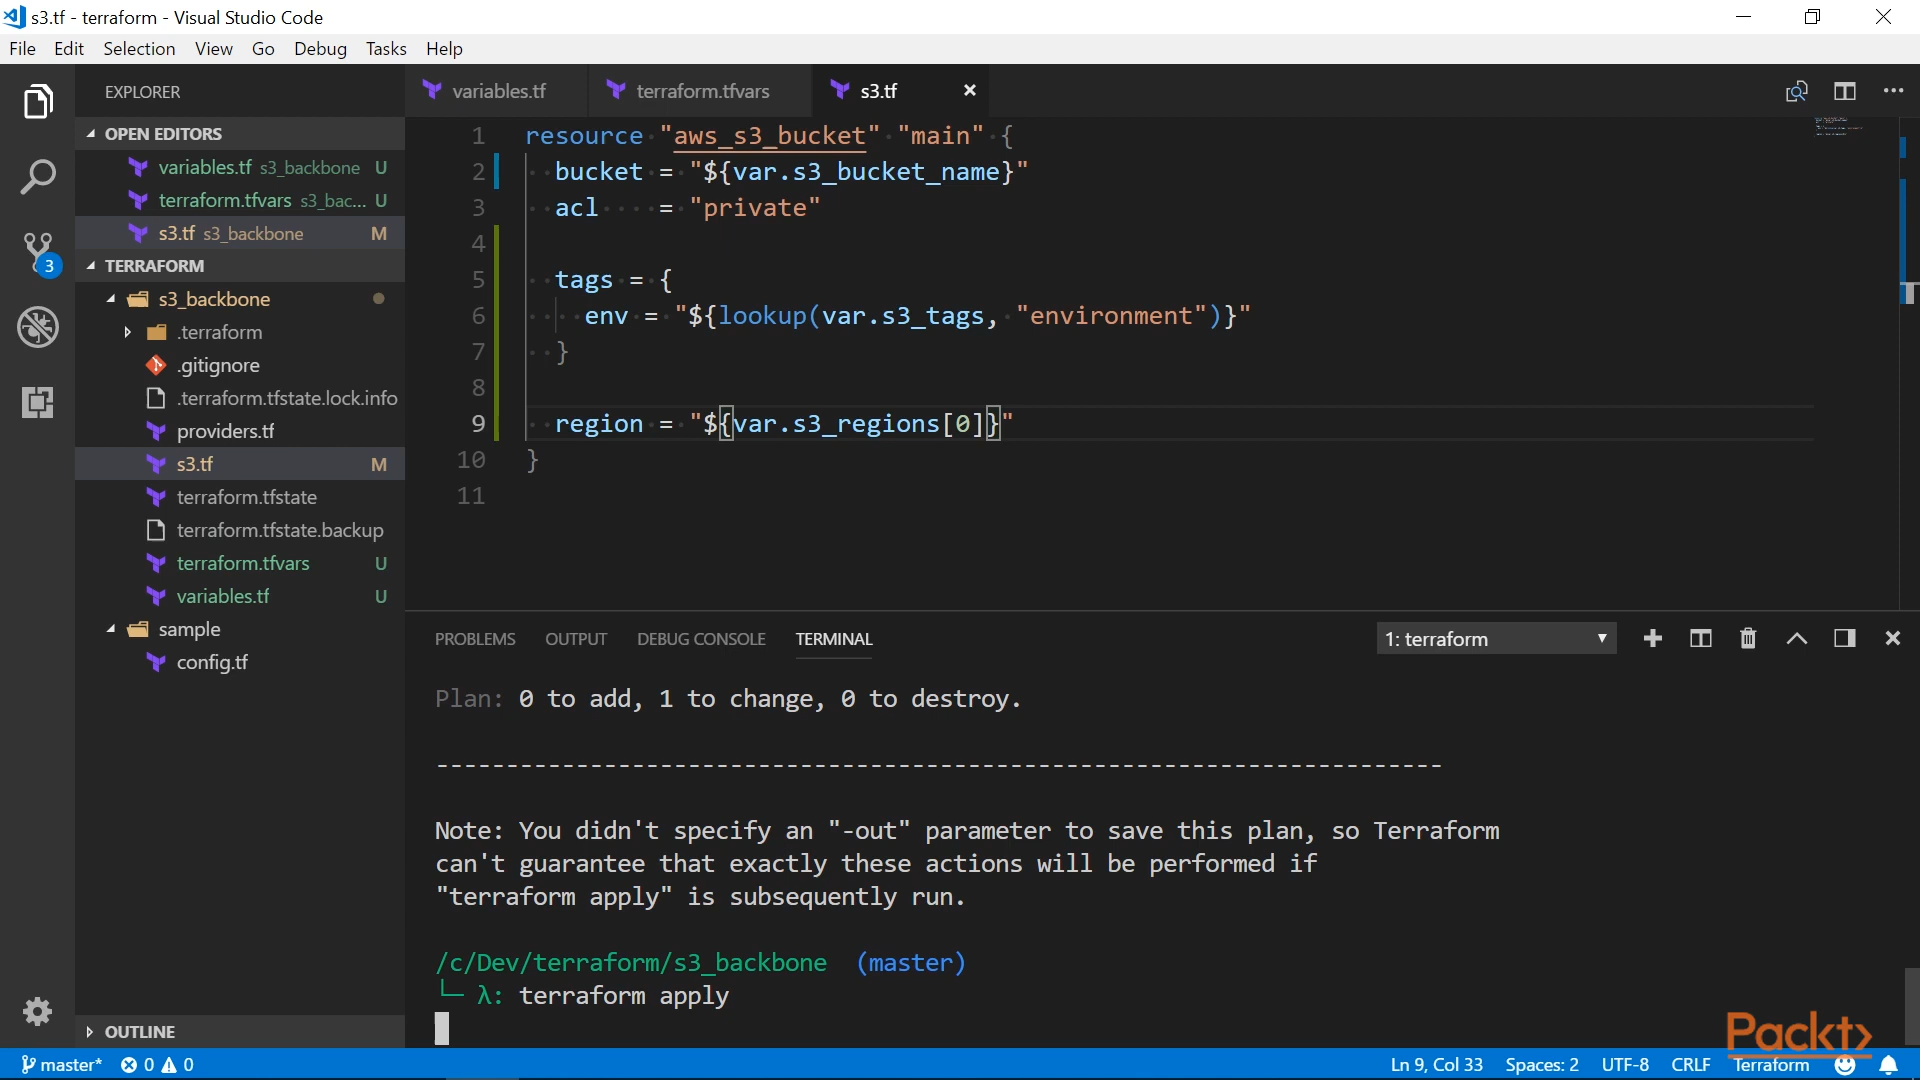 s3.tf - terraform - Visual Studio Code
File Edit Selection View Go Debug Tasks Help
EXPLORER
OPEN EDITORS
variables.tf s3_backbone U
terraform.tfvars s3_bac... U
s3.tf s3_backbone M
3
TERRAFORM
s3_backbone
.terraform
.gitignore
.terraform.tfstate.lock.info
providers.tf
s3.tf M
terraform.tfstate
terraform.tfstate.backup
terraform.tfvars U
variables.tf U
sample
config.tf
OUTLINE
variables.tf terraform.tfvars s3.tf
1 resource "aws_s3_bucket" "main" {
2 bucket = "${var.s3_bucket_name}"
3 acl = "private"
4
5 tags = {
6 env = "${lookup(var.s3_tags, "environment")}"
7 }
8
9 region = "${var.s3_regions[0]}"
10 }
11
PROBLEMS OUTPUT DEBUG CONSOLE TERMINAL 1: terraform
Plan: 0 to add, 1 to change, 0 to destroy.
------------------------------------------------------------------------
Note: You didn't specify an "-out" parameter to save this plan, so Terraform
can't guarantee that exactly these actions will be performed if
"terraform apply" is subsequently run.
/c/Dev/terraform/s3_backbone (master)
└─ λ: terraform apply
Packt>
master* 0 0 Ln 9, Col 33 Spaces: 2 UTF-8 CRLF Terraform